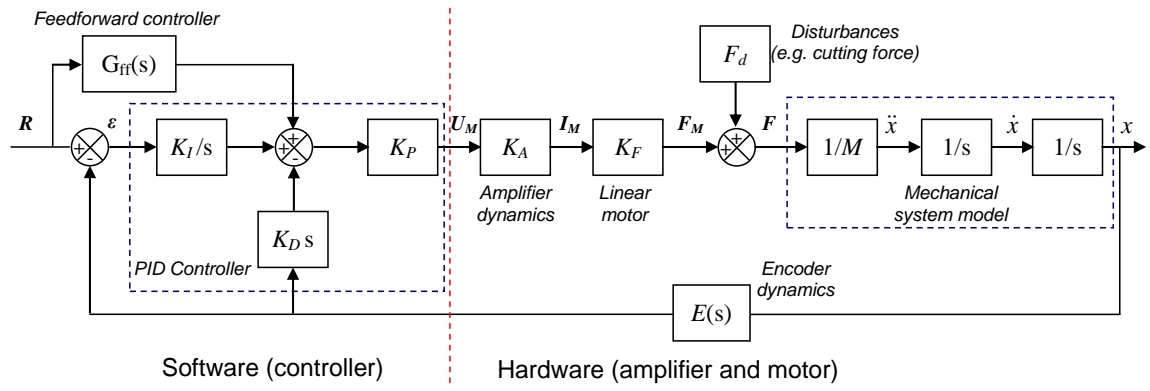 Feedforward controller
G_ff(s)
Disturbances
(e.g. cutting force)
F_d
R
+
-
ε
K_I/s
+
+
-
K_P
U_M
K_A
I_M
K_F
F_M
+
+
F
1/M
ẍ
1/s
ẋ
1/s
x
Amplifier
dynamics
Linear
motor
Mechanical
system model
K_D s
PID Controller
Encoder
dynamics
E(s)
Software (controller)
Hardware (amplifier and motor)